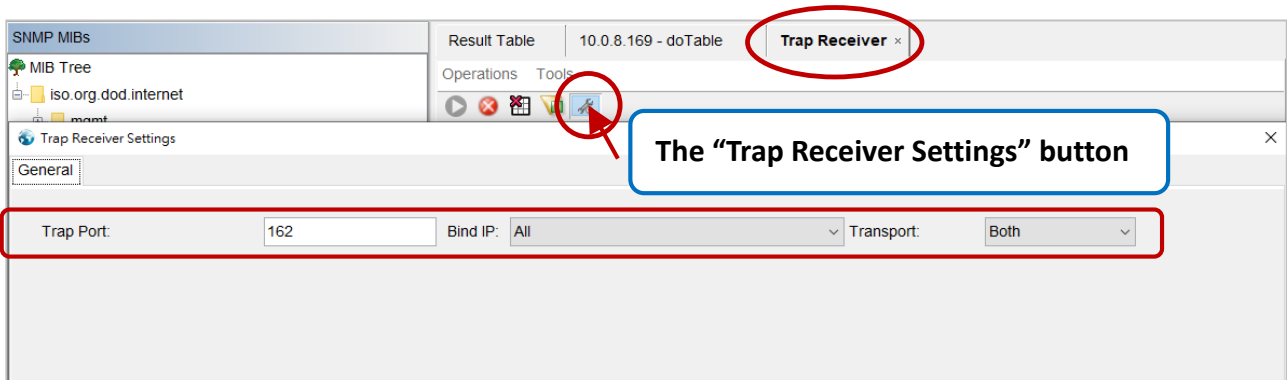 SNMP MIBs
Result Table 10.0.8.169 - doTable Trap Receiver ×
MIB Tree
Operations Tools
iso.org.dod.internet
mgmt
Trap Receiver Settings
The “Trap Receiver Settings” button
General
Trap Port: 162 Bind IP: All Transport: Both